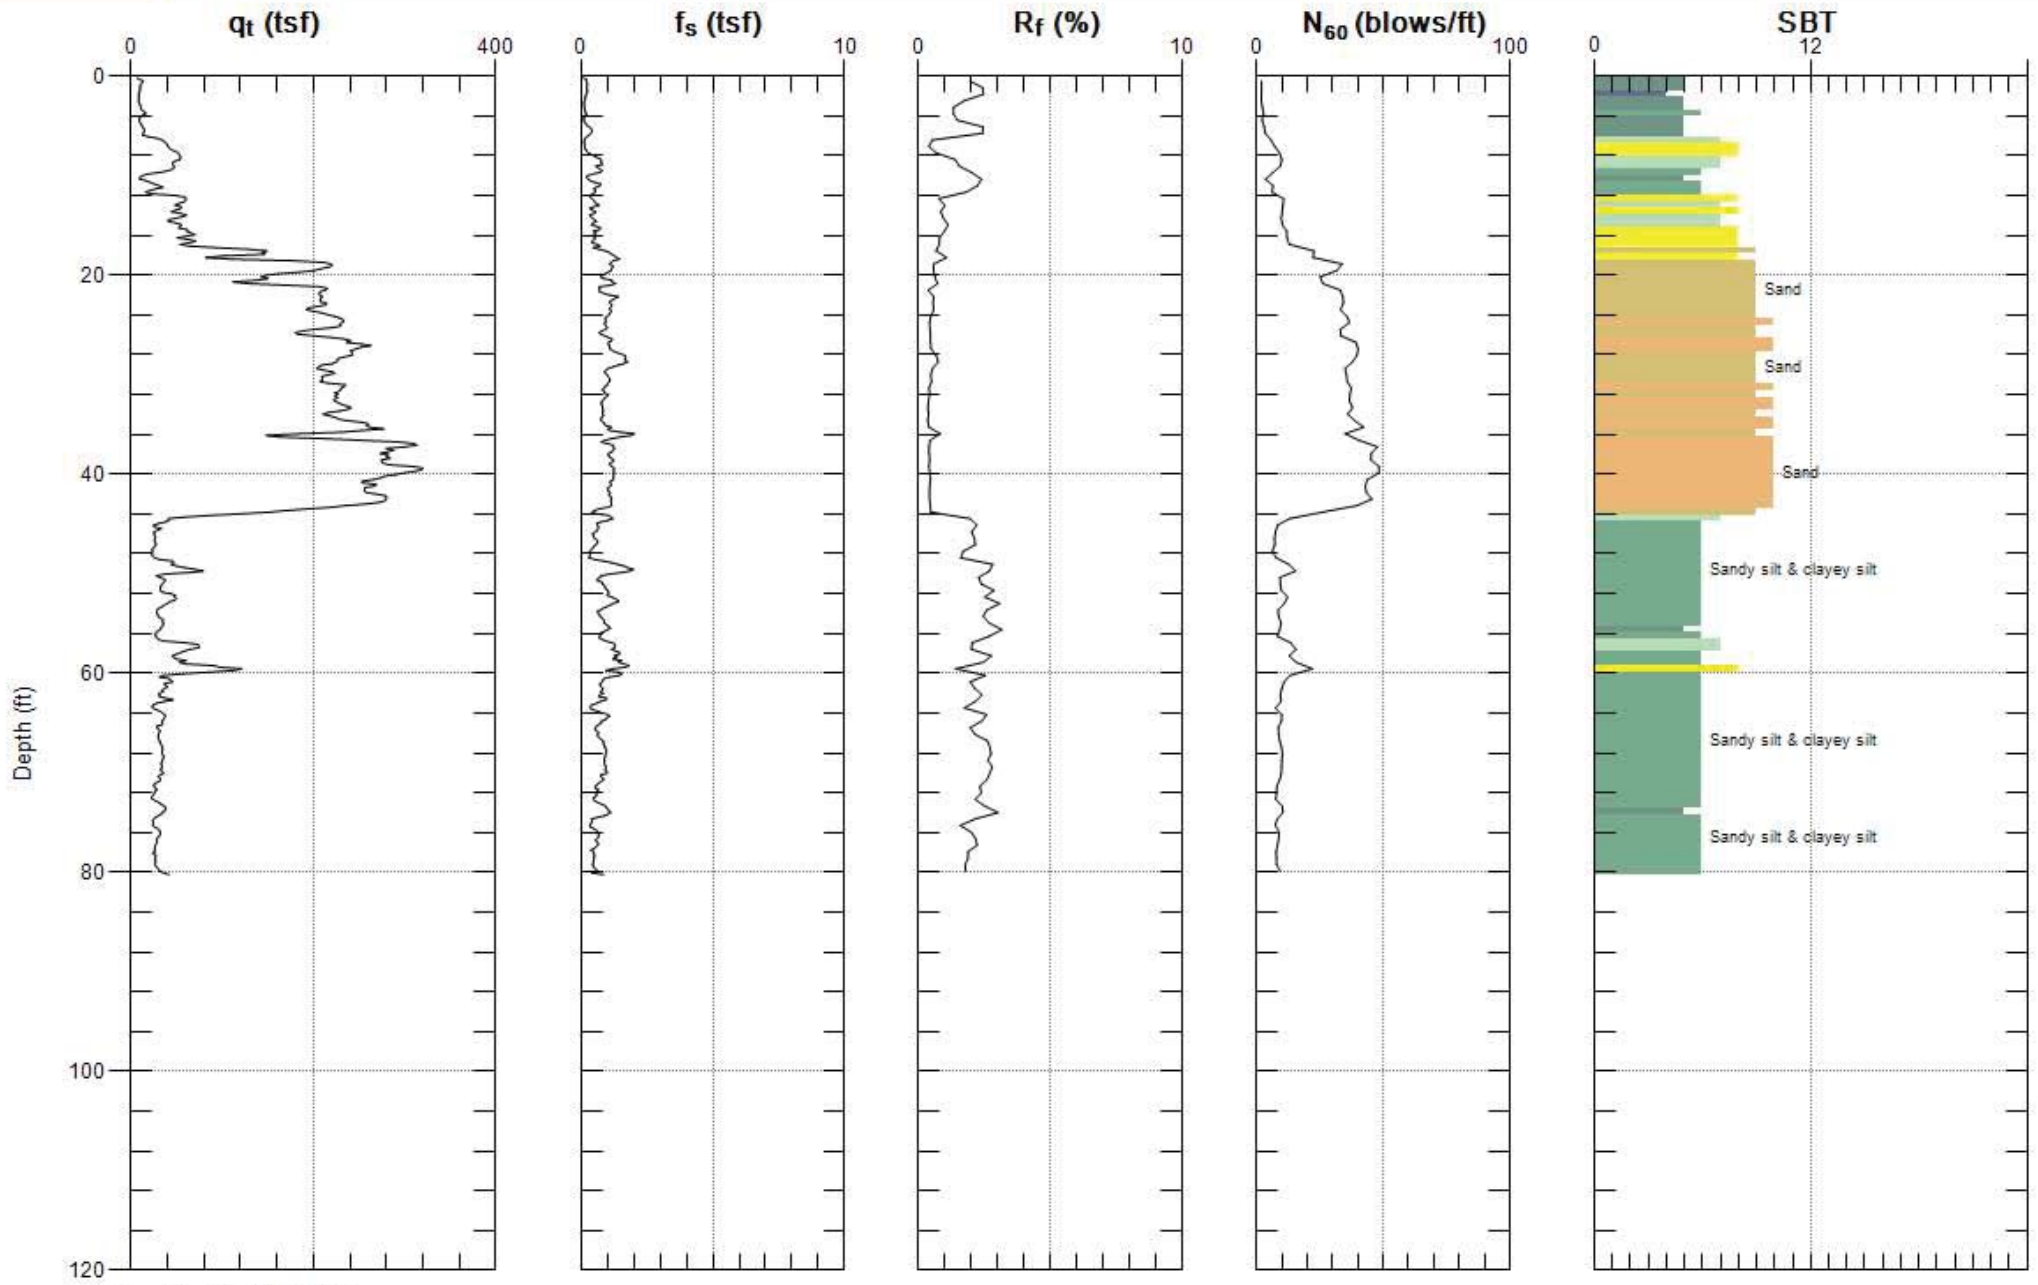 qt (tsf) fs (tsf) Rf (%) N60 (blows/ft) SBT
0 400 0 10 0 10 0 100 0 12
0
20
Sand
Sand
40
Sand
Sandy silt & clayey silt
60
Depth (ft)
Sandy silt & clayey silt
Sandy silt & clayey silt
80
100
120